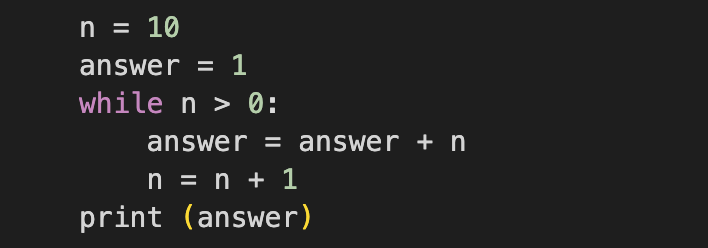 n = 10
answer = 1
while n > 0:
    answer = answer + n
    n = n + 1
print (answer)